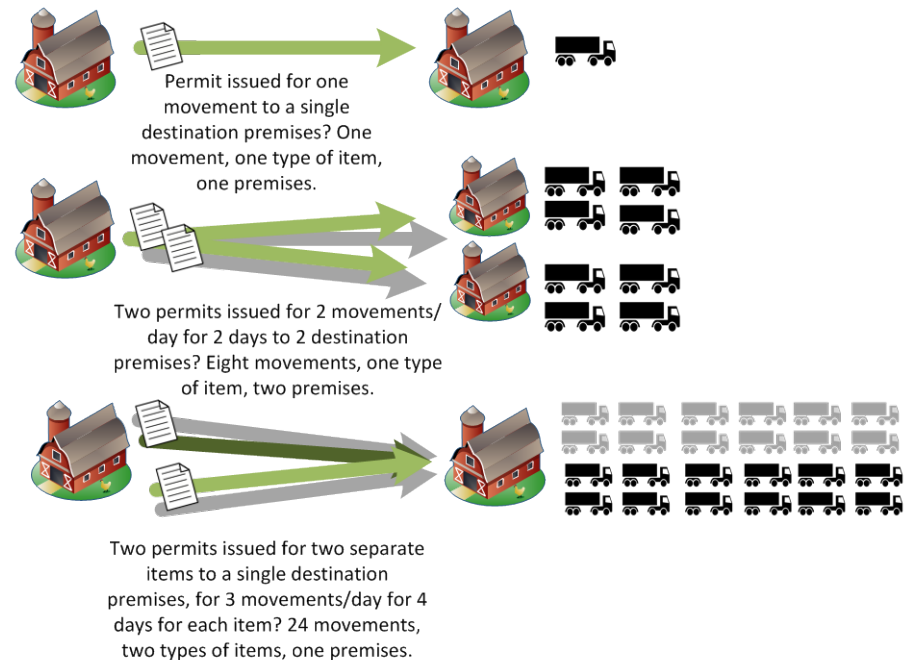 Permit issued for one
movement to a single
destination premises? One
movement, one type of item,
one premises.
Two permits issued for 2 movements/
day for 2 days to 2 destination
premises? Eight movements, one type
of item, two premises.
Two permits issued for two separate
items to a single destination
premises, for 3 movements/day for 4
days for each item? 24 movements,
two types of items, one premises.